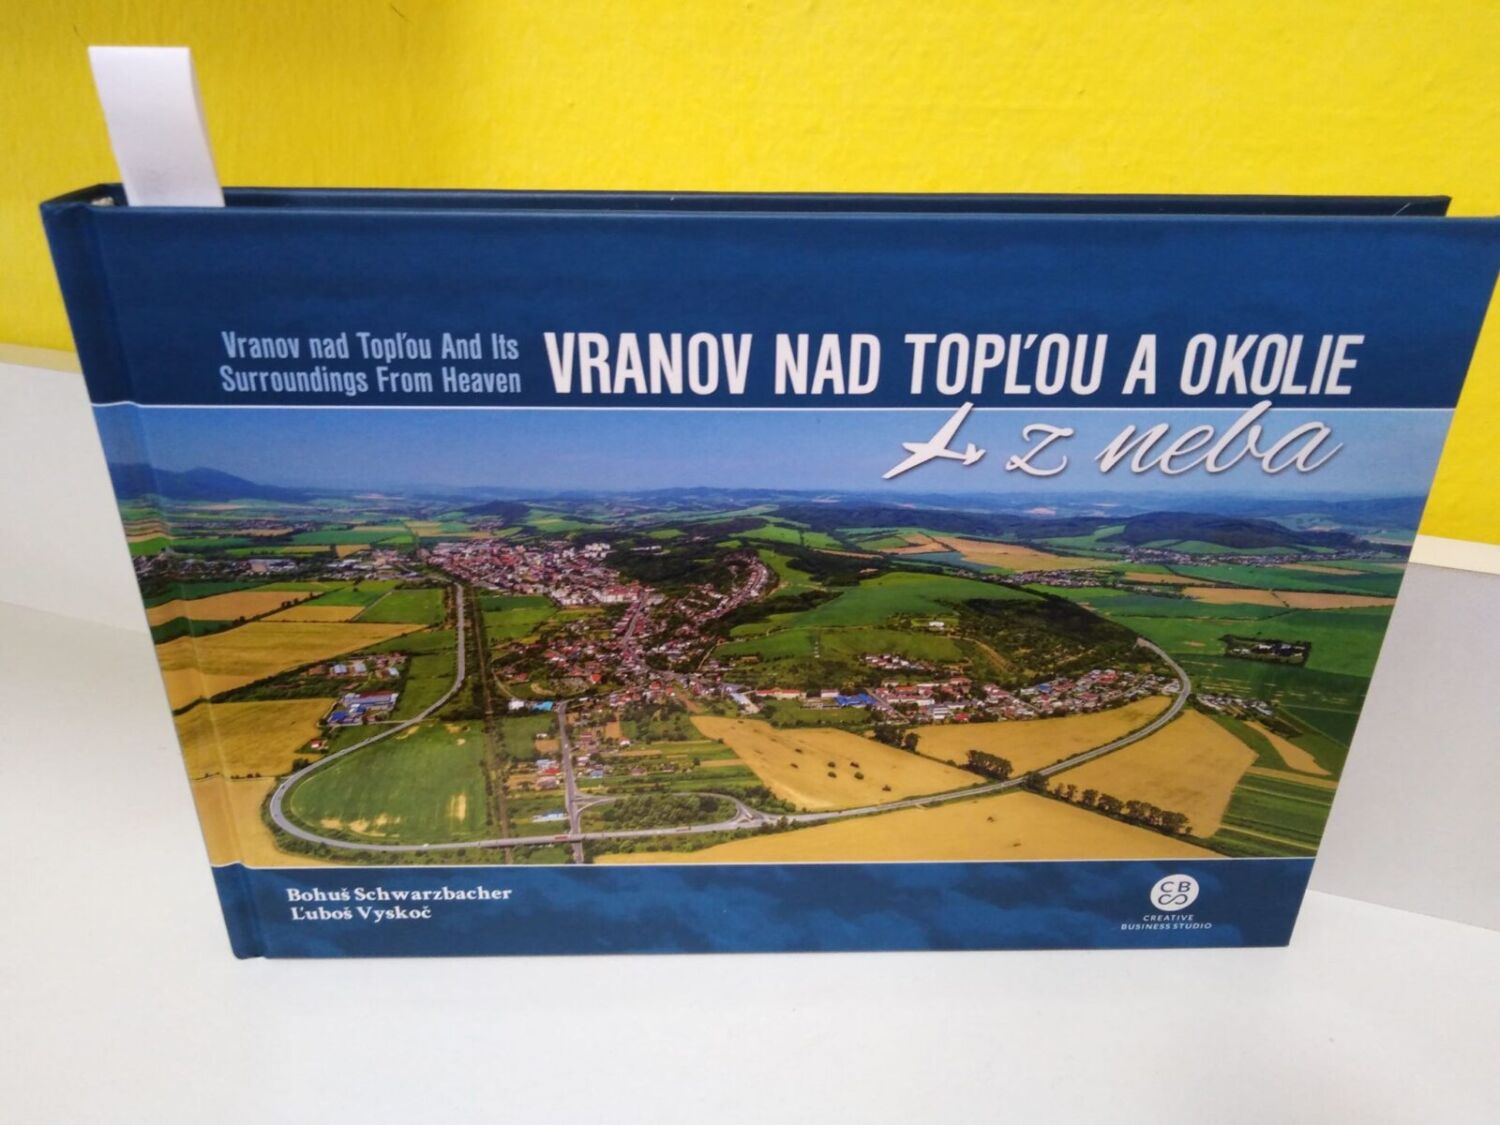 Vranov nad Topľou And Its
Surroundings From Heaven
VRANOV NAD TOPĽOU A OKOLIE
z neba
Bohuš Schwarzbacher
Ľuboš Vyskoč
CB
CREATIVE
BUSINESS STUDIO